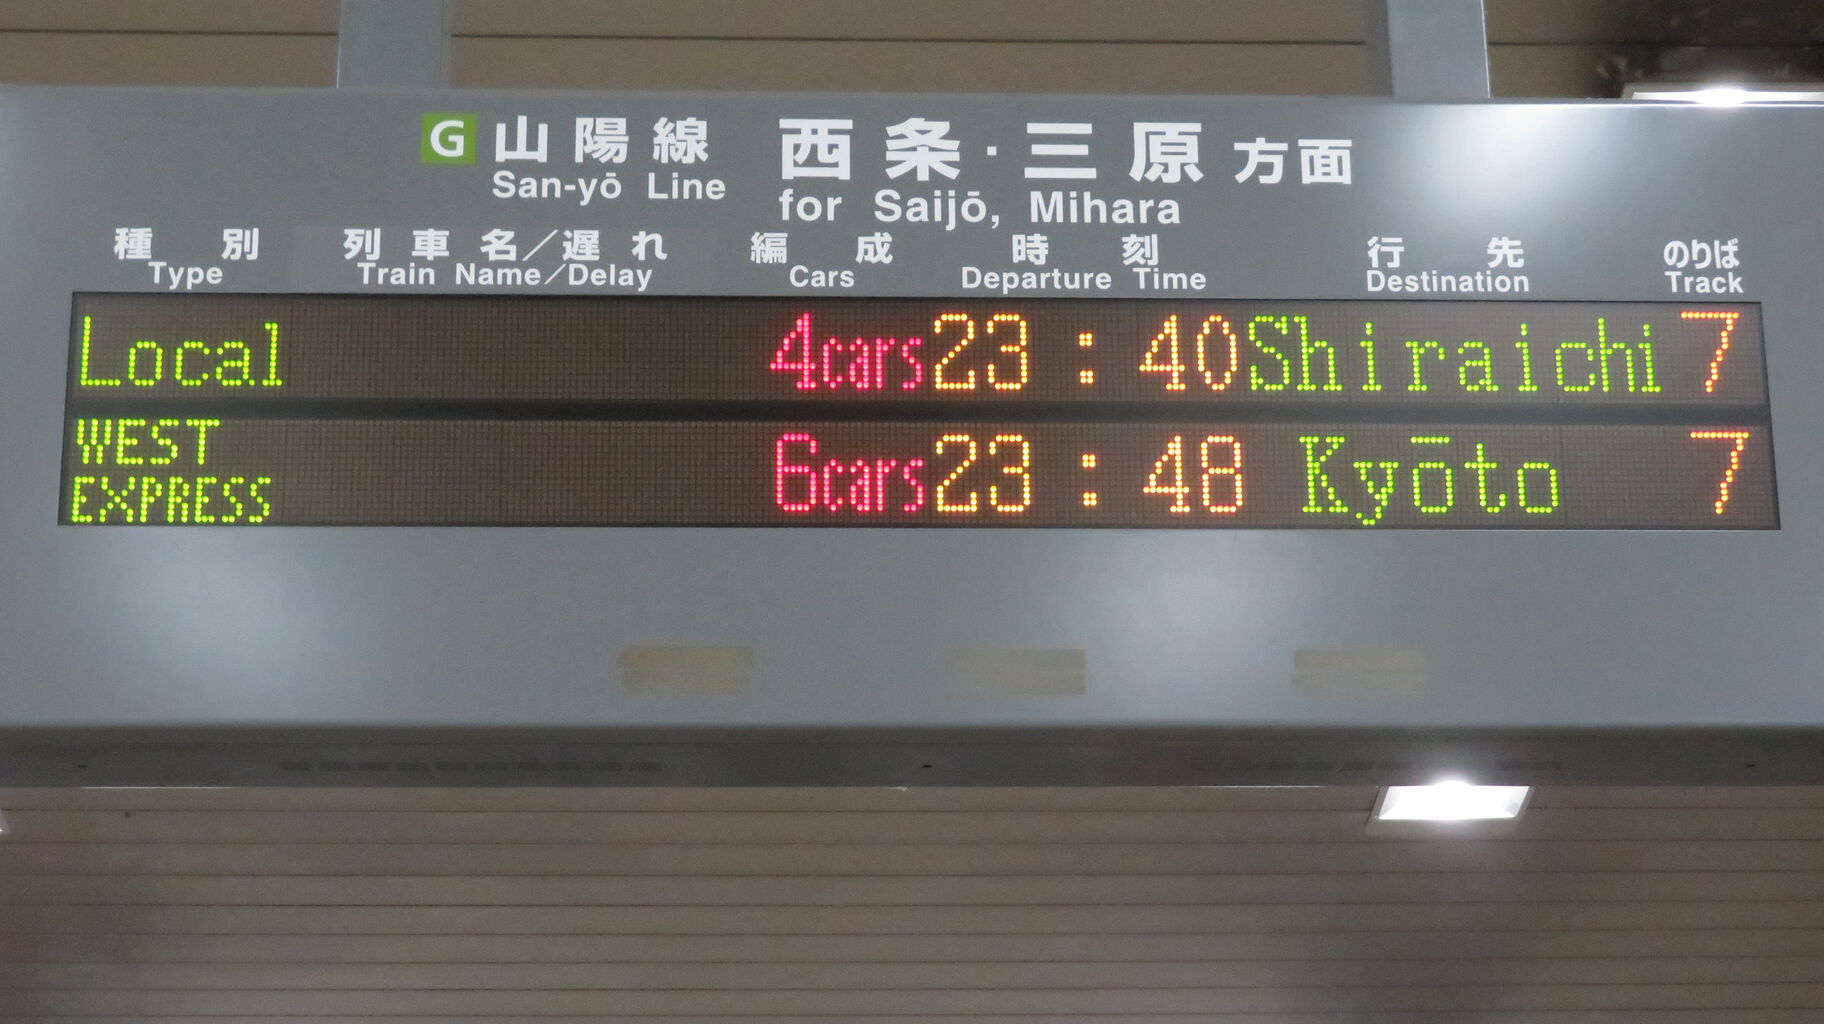 G 山陽線 西条・三原方面
San-yō Line for Saijō, Mihara
種別 列車名／遅れ 編成 時刻 行先 のりば
Type Train Name／Delay Cars Departure Time Destination Track
Local 4cars 23:40 Shiraichi 7
WEST EXPRESS 6cars 23:48 Kyōto 7